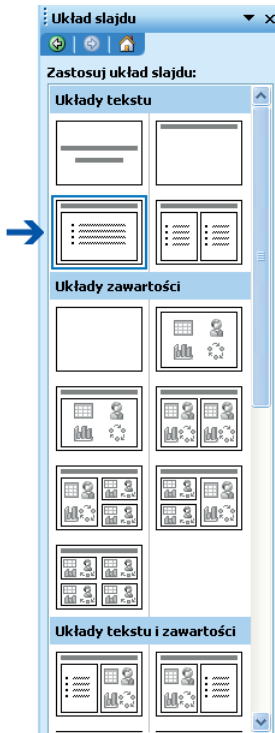 Układ slajdu
Zastosuj układ slajdu:
Układy tekstu
Układy zawartości
Układy tekstu i zawartości